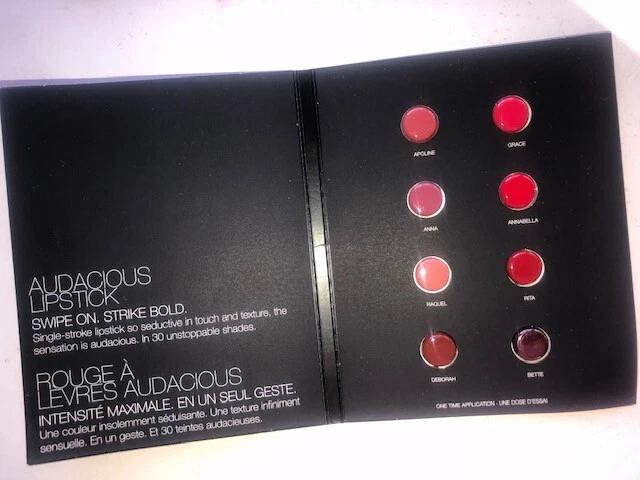 AUDACIOUS
LIPSTICK
SWIPE ON. STRIKE BOLD.
Single-stroke lipstick so seductive in touch and texture, the
sensation is audacious. In 30 unstoppable shades.
ROUGE À
LÈVRES AUDACIOUS
INTENSITÉ MAXIMALE. EN UN SEUL GESTE.
Une couleur insolemment séduisante. Une texture infiniment
sensuelle. En un geste. Et 30 teintes audacieuses.
APOLINE
GRACE
ANNA
ANNABELLA
RAQUEL
RITA
DEBORAH
BETTE
ONE TIME APPLICATION - UNE DOSE D'ESSAI